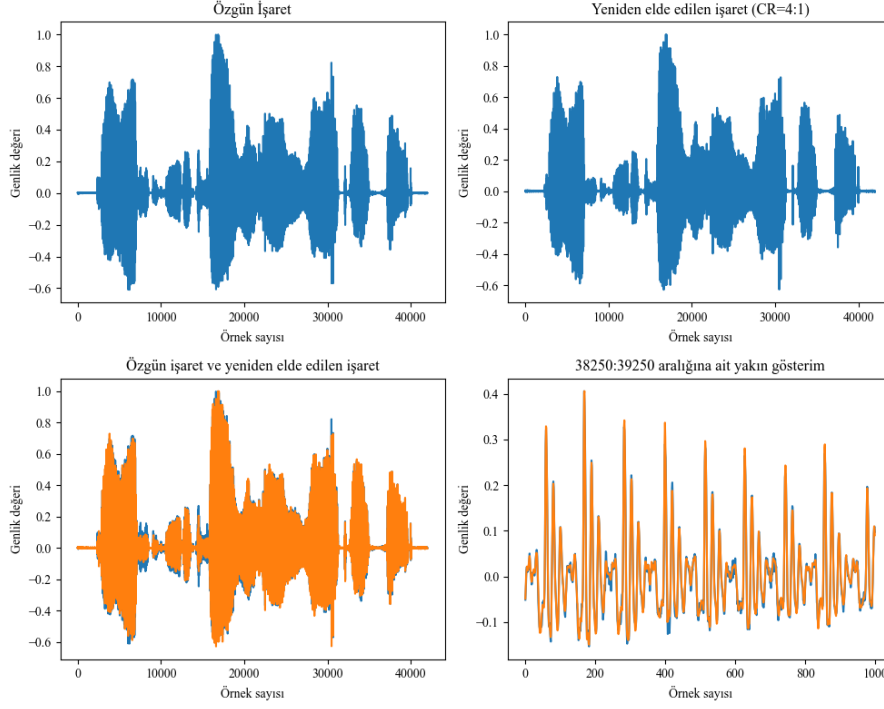 Özgün İşaret
1.0
0.8
0.6
0.4
0.2
0.0
−0.2
−0.4
−0.6
Genlik değeri
0 10000 20000 30000 40000
Örnek sayısı
Yeniden elde edilen işaret (CR=4:1)
1.0
0.8
0.6
0.4
0.2
0.0
−0.2
−0.4
−0.6
Genlik değeri
0 10000 20000 30000 40000
Örnek sayısı
Özgün işaret ve yeniden elde edilen işaret
1.0
0.8
0.6
0.4
0.2
0.0
−0.2
−0.4
−0.6
Genlik değeri
0 10000 20000 30000 40000
Örnek sayısı
38250:39250 aralığına ait yakın gösterim
0.4
0.3
0.2
0.1
0.0
−0.1
Genlik değeri
0 200 400 600 800 1000
Örnek sayısı